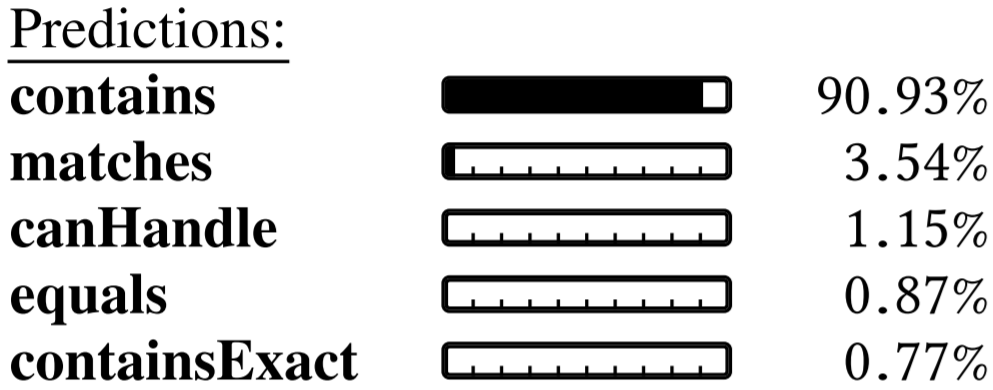 Predictions:
contains 90.93%
matches 3.54%
canHandle 1.15%
equals 0.87%
containsExact 0.77%